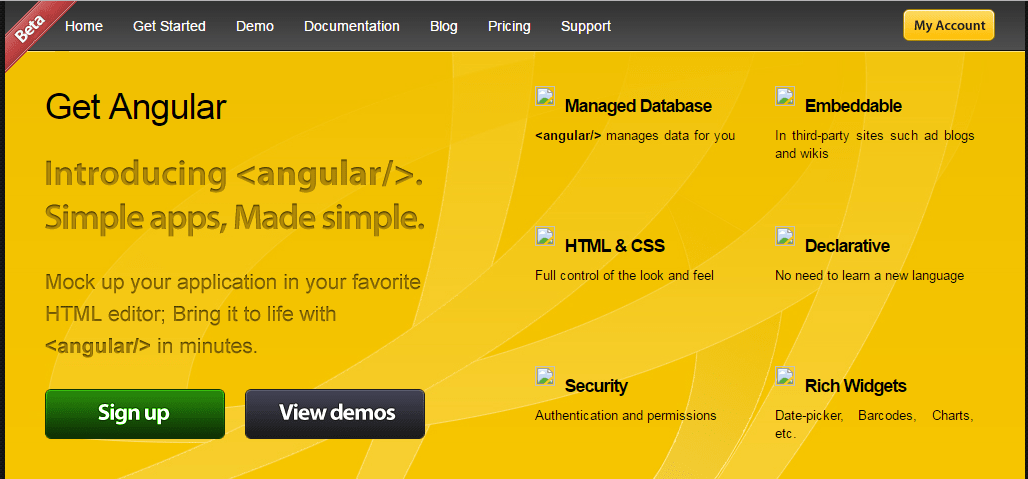 Beta
Home Get Started Demo Documentation Blog Pricing Support
My Account
Get Angular
Introducing <angular/>.
Simple apps, Made simple.
Mock up your application in your favorite
HTML editor; Bring it to life with
<angular/> in minutes.
Sign up
View demos
Managed Database
<angular/> manages data for you
Embeddable
In third-party sites such ad blogs
and wikis
HTML & CSS
Full control of the look and feel
Declarative
No need to learn a new language
Security
Authentication and permissions
Rich Widgets
Date-picker, Barcodes, Charts,
etc.